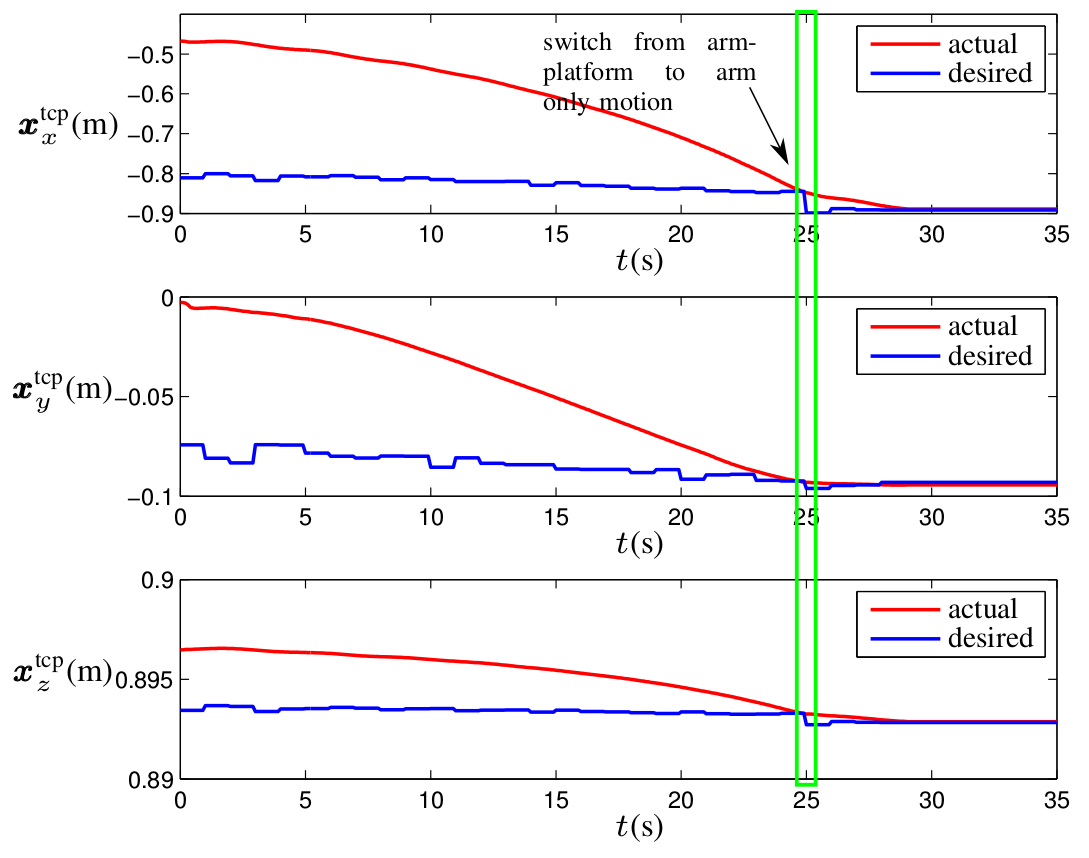 switch from arm-
platform to arm
only motion
actual
desired
x_x^tcp(m)
−0.5
−0.6
−0.7
−0.8
−0.9
0 5 10 15 20 25 30 35
t(s)
actual
desired
x_y^tcp(m)
0
−0.05
−0.1
0 5 10 15 20 25 30 35
t(s)
actual
desired
x_z^tcp(m)
0.9
0.895
0.89
0 5 10 15 20 25 30 35
t(s)